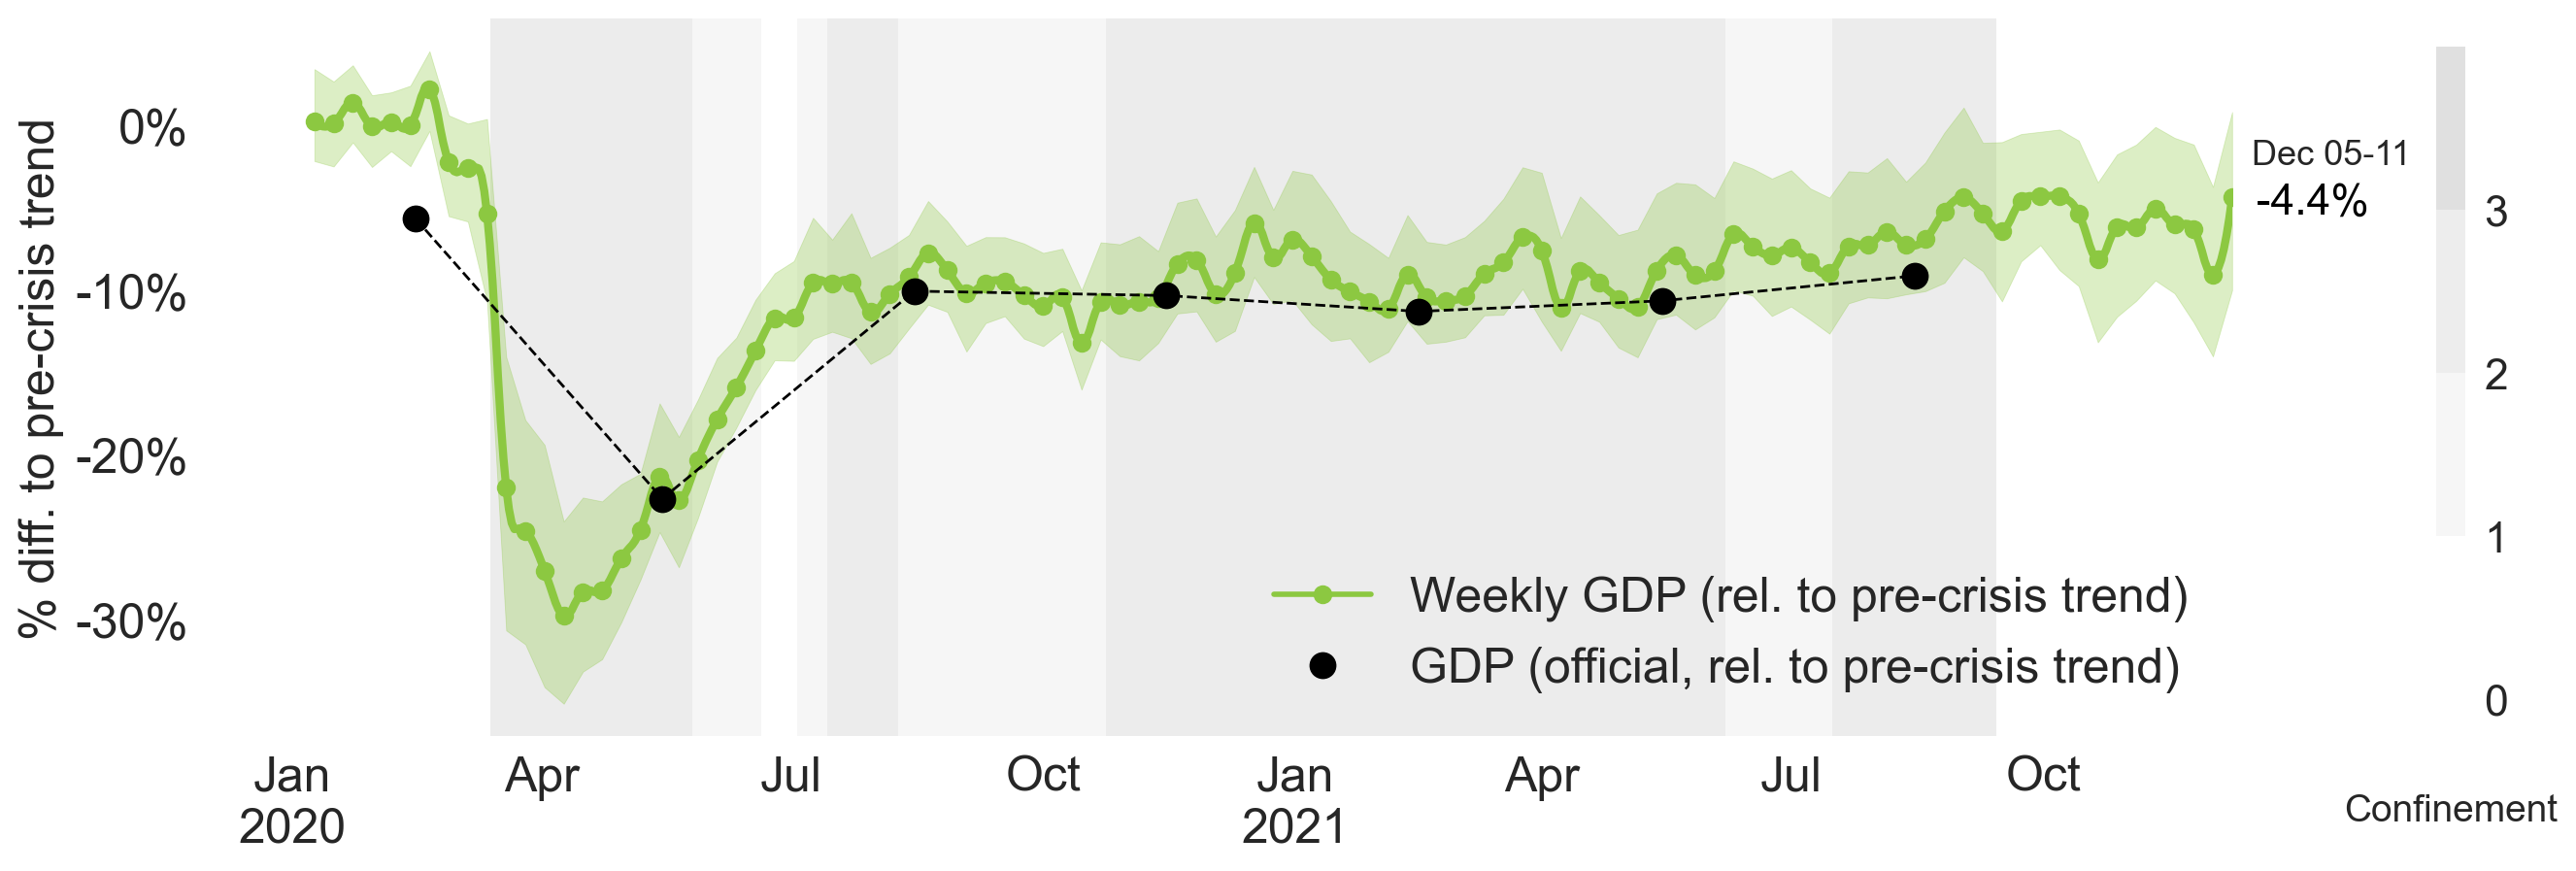 % diff. to pre-crisis trend
0%
-10%
-20%
-30%
Jan
2020
Apr
Jul
Oct
Jan
2021
Apr
Jul
Oct
Weekly GDP (rel. to pre-crisis trend)
GDP (official, rel. to pre-crisis trend)
Dec 05-11
-4.4%
3
2
1
0
Confinement